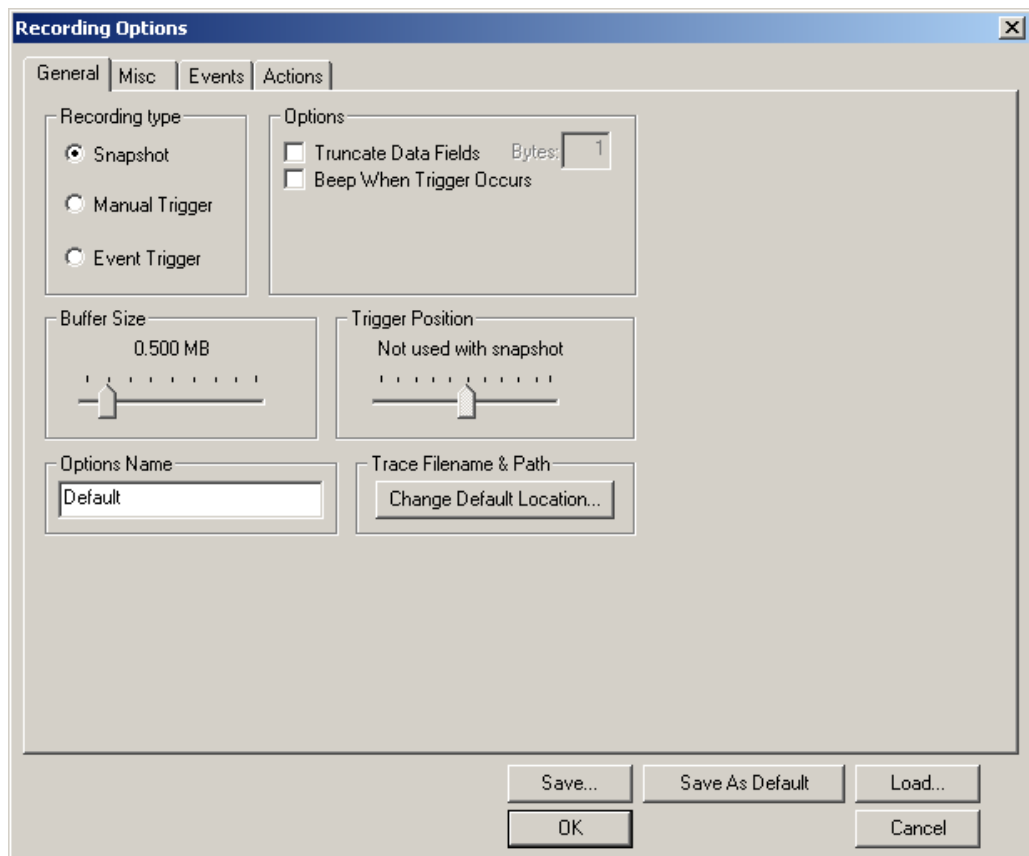 Recording Options
General Misc Events Actions
Recording type
Snapshot
Manual Trigger
Event Trigger
Options
Truncate Data Fields Bytes: 1
Beep When Trigger Occurs
Buffer Size
0.500 MB
Trigger Position
Not used with snapshot
Options Name
Default
Trace Filename & Path
Change Default Location...
Save... Save As Default Load...
OK Cancel